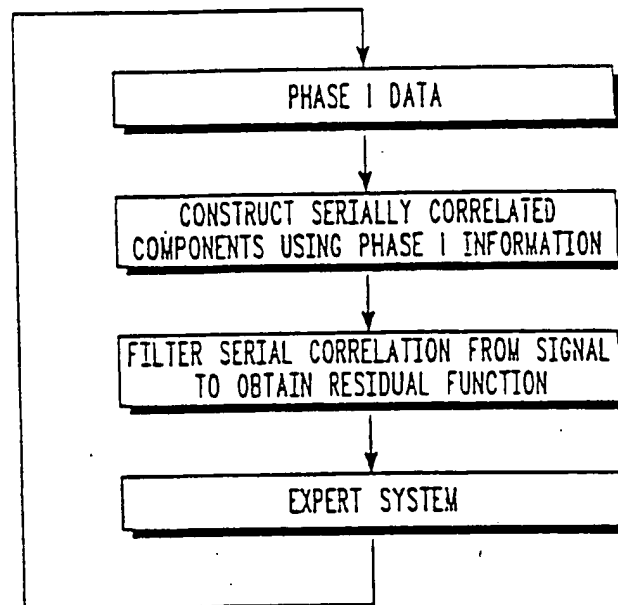 PHASE I DATA
CONSTRUCT SERIALLY CORRELATED
COMPONENTS USING PHASE I INFORMATION
FILTER SERIAL CORRELATION FROM SIGNAL
TO OBTAIN RESIDUAL FUNCTION
EXPERT SYSTEM